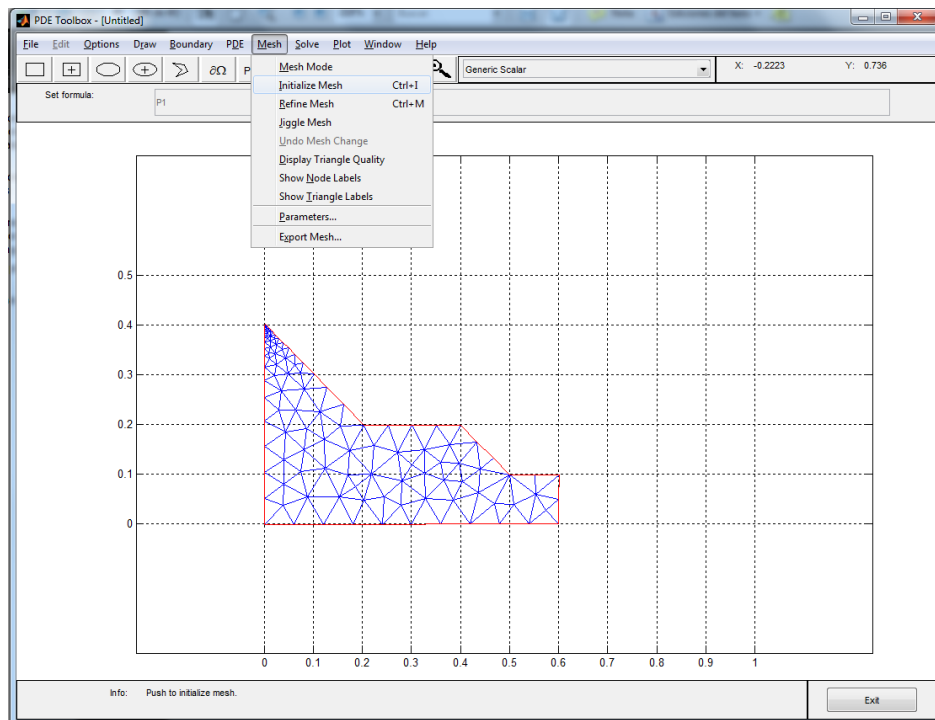 PDE Toolbox - [Untitled]
File Edit Options Draw Boundary PDE Mesh Solve Plot Window Help
∂Ω P Generic Scalar X: -0.2223 Y: 0.736
Set formula: P1
Mesh Mode
Initialize Mesh Ctrl+I
Refine Mesh Ctrl+M
Jiggle Mesh
Undo Mesh Change
Display Triangle Quality
Show Node Labels
Show Triangle Labels
Parameters...
Export Mesh...
0.5
0.4
0.3
0.2
0.1
0
0 0.1 0.2 0.3 0.4 0.5 0.6 0.7 0.8 0.9 1
Info: Push to initialize mesh. Exit